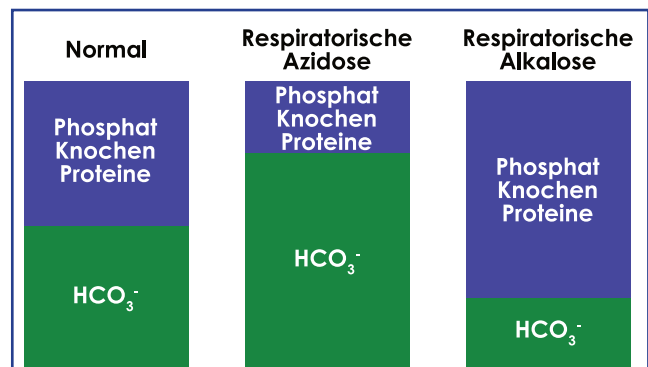 Normal
Phosphat
Knochen
Proteine
HCO₃⁻
Respiratorische
Azidose
Phosphat
Knochen
Proteine
HCO₃⁻
Respiratorische
Alkalose
Phosphat
Knochen
Proteine
HCO₃⁻